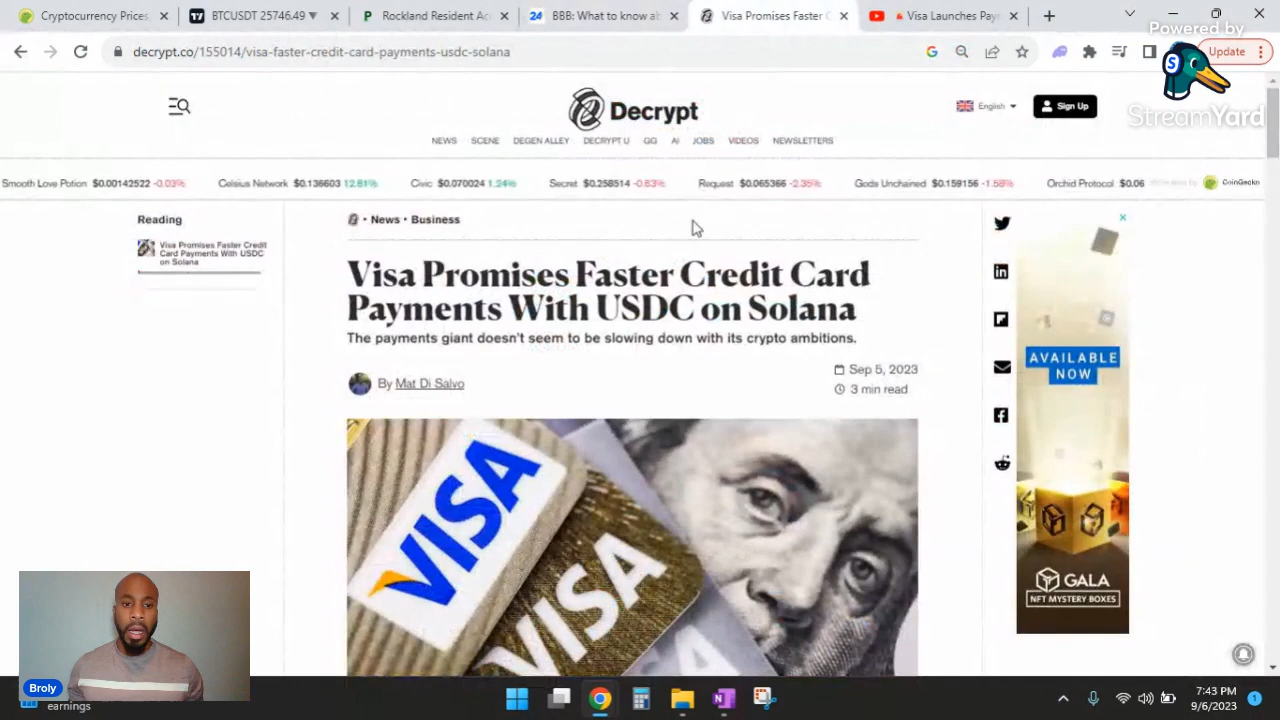 Cryptocurrency Prices
BTCUSDT 25746.49
Rockland Resident Ac
BBB: What to know ab
Visa Promises Faster C
Visa Launches Pay
Powered by
decrypt.co/155014/visa-faster-credit-card-payments-usdc-solana
Update
StreamYard
Decrypt
English
Sign Up
NEWS SCENE DEGEN ALLEY DECRYPT U GG AI JOBS VIDEOS NEWSLETTERS
Smooth Love Potion $0.00142522 -0.03% Celsius Network $0.136603 12.81% Civic $0.070024 1.24% Secret $0.258514 -0.63% Request $0.065366 -2.35% Gods Unchained $0.159156 -1.58% Orchid Protocol $0.06 CoinGecko
Reading
Visa Promises Faster Credit
Card Payments With USDC
on Solana
News • Business
Visa Promises Faster Credit Card
Payments With USDC on Solana
The payments giant doesn't seem to be slowing down with its crypto ambitions.
By Mat Di Salvo
Sep 5, 2023
3 min read
VISA
VISA
AVAILABLE
NOW
GALA
NFT MYSTERY BOXES
Broly
earnings
7:43 PM
9/6/2023
1